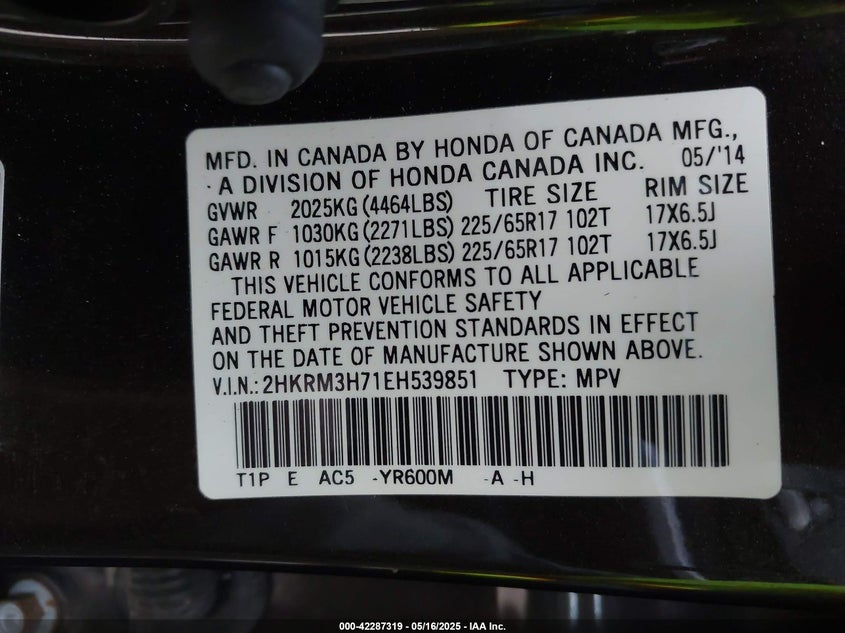 MFD. IN CANADA BY HONDA OF CANADA MFG.,
A DIVISION OF HONDA CANADA INC. 05/'14
GVWR 2025KG (4464LBS) TIRE SIZE RIM SIZE
GAWR F 1030KG (2271LBS) 225/65R17 102T 17X6.5J
GAWR R 1015KG (2238LBS) 225/65R17 102T 17X6.5J
THIS VEHICLE CONFORMS TO ALL APPLICABLE
FEDERAL MOTOR VEHICLE SAFETY
AND THEFT PREVENTION STANDARDS IN EFFECT
ON THE DATE OF MANUFACTURE SHOWN ABOVE.
V.I.N.: 2HKRM3H71EH539851 TYPE: MPV
T1P E AC5 -YR600M -A -H
000-42287319 - 05/16/2025 - IAA Inc.